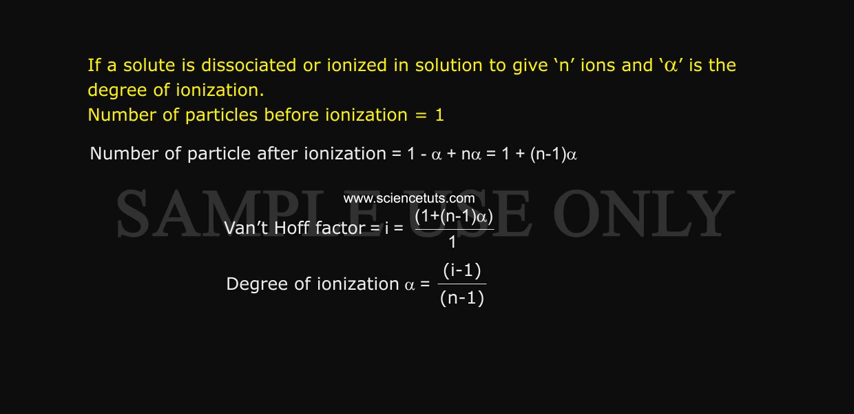 If a solute is dissociated or ionized in solution to give ‘n’ ions and ‘α’ is the
degree of ionization.
Number of particles before ionization = 1
Number of particle after ionization = 1 - α + nα = 1 + (n-1)α
www.sciencetuts.com
SAMPLE USE ONLY
Van’t Hoff factor = i = (1+(n-1)α)
1
Degree of ionization α = (i-1)
(n-1)